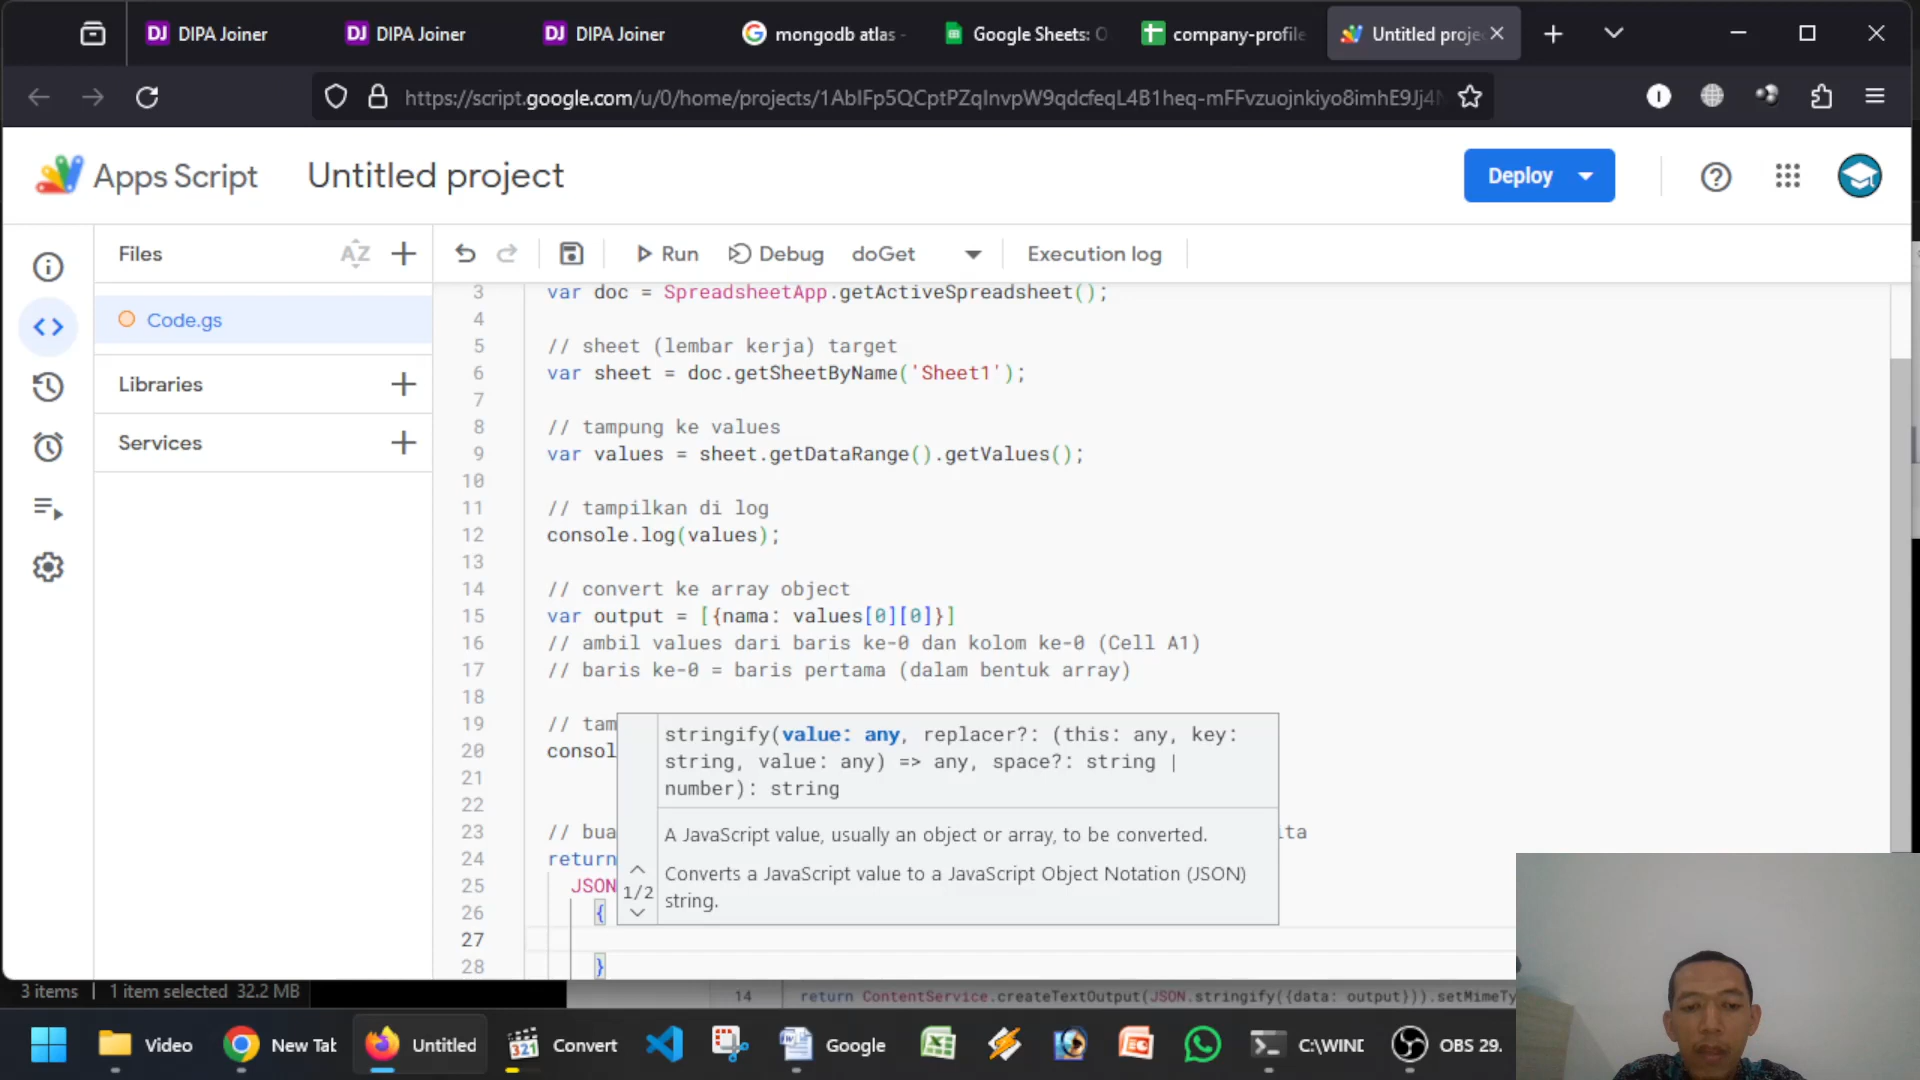 DIPA Joiner
DIPA Joiner
DIPA Joiner
mongodb atlas -
Google Sheets: O
company-profile
Untitled proje
https://script.google.com/u/0/home/projects/
Apps Script
Untitled project
Deploy
Files
AZ
Run
Debug
doGet
Execution log
Code.gs
Libraries
Services
3 var doc = SpreadsheetApp.getActiveSpreadsheet();
4
5 // sheet (lembar kerja) target
6 var sheet = doc.getSheetByName('Sheet1');
7
8 // tampung ke values
9 var values = sheet.getDataRange().getValues();
10
11 // tampilkan di log
12 console.log(values);
13
14 // convert ke array object
15 var output = [{nama: values[0][0]}]
16 // ambil values dari baris ke-0 dan kolom ke-0 (Cell A1)
17 // baris ke-0 = baris pertama (dalam bentuk array)
18
19 // tam
20 consol
21
22
23 // bua ita
24 return
25 JSON
26 {
27
28 }
stringify(value: any, replacer?: (this: any, key:
string, value: any) => any, space?: string |
number): string
A JavaScript value, usually an object or array, to be converted.
Converts a JavaScript value to a JavaScript Object Notation (JSON)
string.
1/2
3 items | 1 item selected 32.2 MB
14 return ContentService.createTextOutput(JSON.stringify({data: output})).setMimeTy
Video
New Tab
Untitled
321
Convert
Google
C:\WIND
OBS 29.